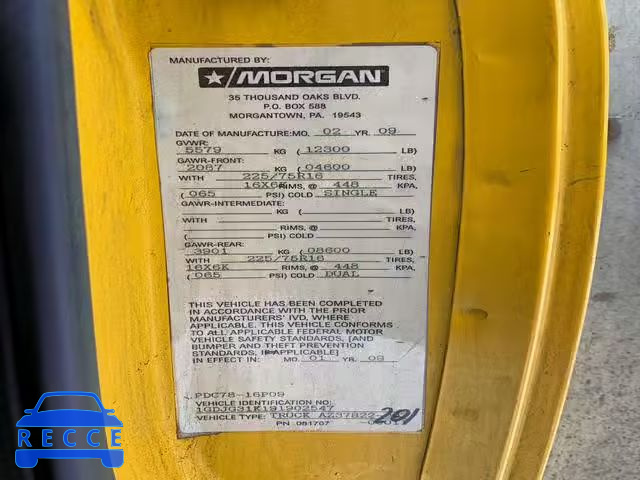 MANUFACTURED BY:
MORGAN
35 THOUSAND OAKS BLVD.
P.O. BOX 588
MORGANTOWN, PA. 19543
DATE OF MANUFACTURE: MO. 02 YR. 09
GVWR:
5579 KG ( 12300 LB)
GAWR-FRONT:
2087 KG ( 04600 LB)
WITH 225/75R16 TIRES,
16X6K RIMS, @ 448 KPA,
( 065 PSI) COLD SINGLE
GAWR-INTERMEDIATE:
KG ( LB)
WITH TIRES,
RIMS, @ KPA,
( PSI) COLD
GAWR-REAR:
3901 KG ( 08600 LB)
WITH 225/75R16 TIRES,
16X6K RIMS, @ 448 KPA,
( 065 PSI) COLD DUAL
THIS VEHICLE HAS BEEN COMPLETED
IN ACCORDANCE WITH THE PRIOR
MANUFACTURERS' IVD, WHERE
APPLICABLE. THIS VEHICLE CONFORMS
TO ALL APPLICABLE FEDERAL MOTOR
VEHICLE SAFETY STANDARDS, [AND
BUMPER AND THEFT PREVENTION
STANDARDS, IF APPLICABLE]
IN EFFECT IN: MO. 01 YR. 09
PDC78-16P09
VEHICLE IDENTIFICATION NO.
1GDJG31K191902547
VEHICLE TYPE: TRUCK AZ37822
201
PN 081707
RECCE